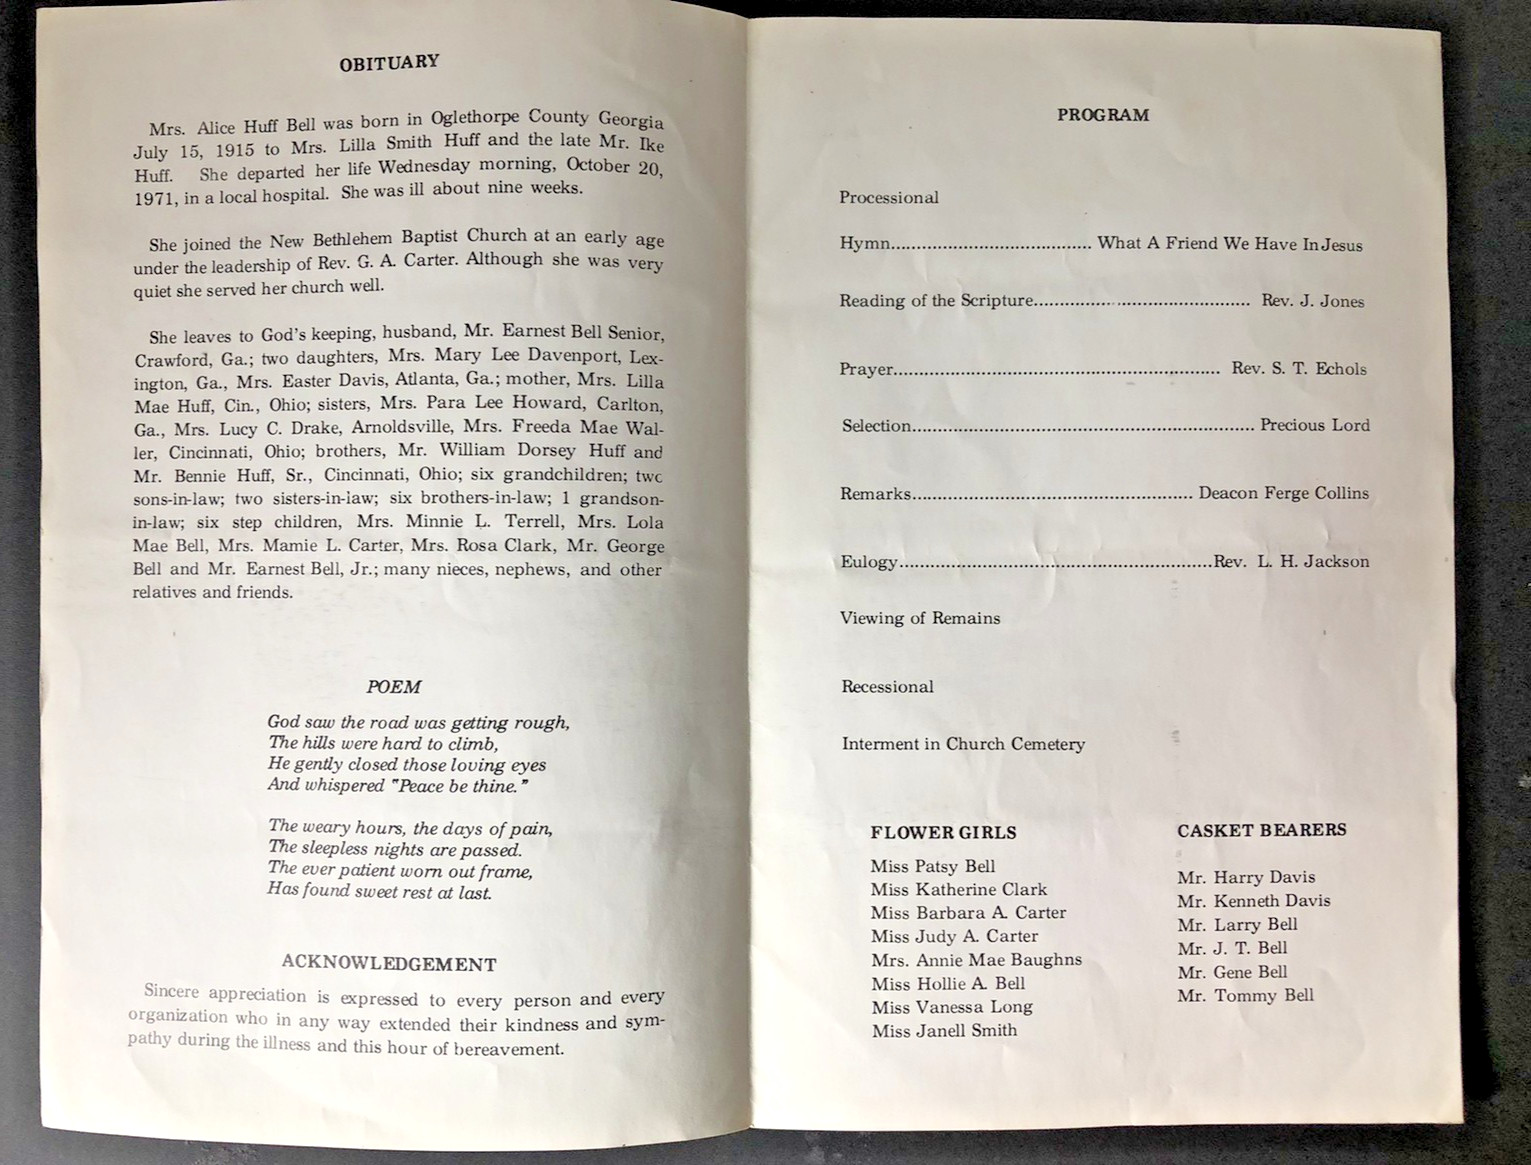 OBITUARY
Mrs. Alice Huff Bell was born in Oglethorpe County Georgia
July 15, 1915 to Mrs. Lilla Smith Huff and the late Mr. Ike
Huff. She departed her life Wednesday morning, October 20,
1971, in a local hospital. She was ill about nine weeks.
She joined the New Bethlehem Baptist Church at an early age
under the leadership of Rev. G. A. Carter. Although she was very
quiet she served her church well.
She leaves to God's keeping, husband, Mr. Earnest Bell Senior,
Crawford, Ga.; two daughters, Mrs. Mary Lee Davenport, Lex-
ington, Ga., Mrs. Easter Davis, Atlanta, Ga.; mother, Mrs. Lilla
Mae Huff, Cin., Ohio; sisters, Mrs. Para Lee Howard, Carlton,
Ga., Mrs. Lucy C. Drake, Arnoldsville, Mrs. Freeda Mae Wal-
ler, Cincinnati, Ohio; brothers, Mr. William Dorsey Huff and
Mr. Bennie Huff, Sr., Cincinnati, Ohio; six grandchildren; two
sons-in-law; two sisters-in-law; six brothers-in-law; 1 grandson-
in-law; six step children, Mrs. Minnie L. Terrell, Mrs. Lola
Mae Bell, Mrs. Mamie L. Carter, Mrs. Rosa Clark, Mr. George
Bell and Mr. Earnest Bell, Jr.; many nieces, nephews, and other
relatives and friends.
POEM
God saw the road was getting rough,
The hills were hard to climb,
He gently closed those loving eyes
And whispered "Peace be thine."
The weary hours, the days of pain,
The sleepless nights are passed.
The ever patient worn out frame,
Has found sweet rest at last.
ACKNOWLEDGEMENT
Sincere appreciation is expressed to every person and every
organization who in any way extended their kindness and sym-
pathy during the illness and this hour of bereavement.
PROGRAM
Processional
Hymn....................................... What A Friend We Have In Jesus
Reading of the Scripture.......................................... Rev. J. Jones
Prayer............................................................... Rev. S. T. Echols
Selection.................................................................. Precious Lord
Remarks...................................................... Deacon Ferge Collins
Eulogy............................................................Rev. L. H. Jackson
Viewing of Remains
Recessional
Interment in Church Cemetery
FLOWER GIRLS
Miss Patsy Bell
Miss Katherine Clark
Miss Barbara A. Carter
Miss Judy A. Carter
Mrs. Annie Mae Baughns
Miss Hollie A. Bell
Miss Vanessa Long
Miss Janell Smith
CASKET BEARERS
Mr. Harry Davis
Mr. Kenneth Davis
Mr. Larry Bell
Mr. J. T. Bell
Mr. Gene Bell
Mr. Tommy Bell